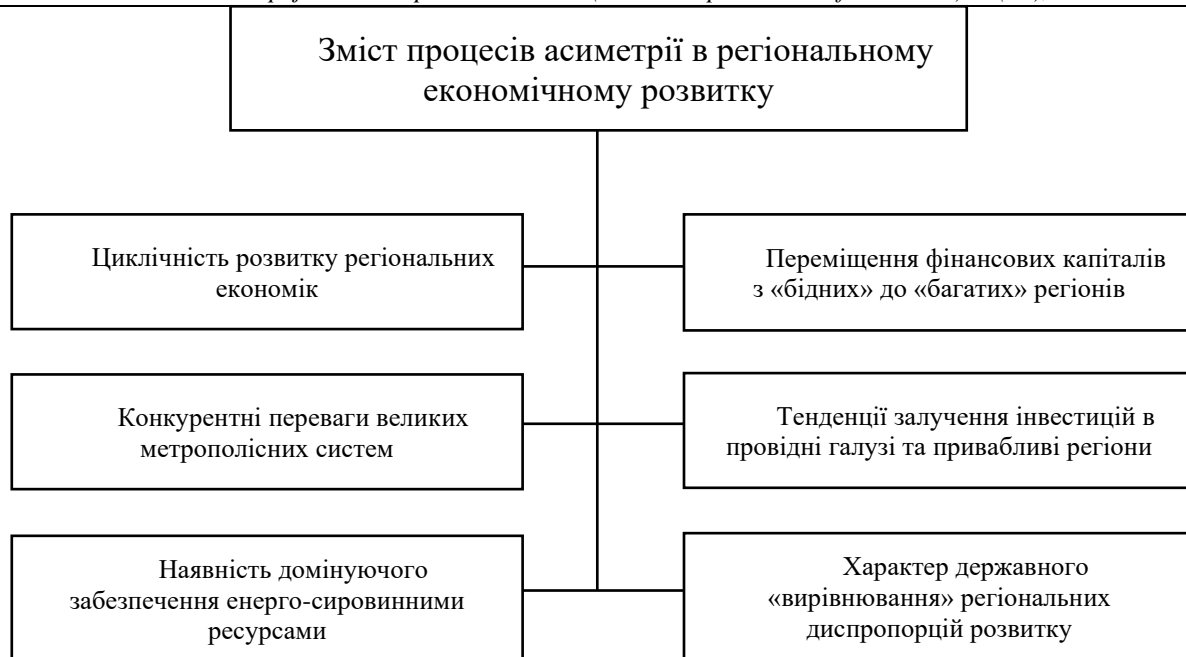 Зміст процесів асиметрії в регіональному
економічному розвитку
Циклічність розвитку регіональних
економік
Переміщення фінансових капіталів
з «бідних» до «багатих» регіонів
Конкурентні переваги великих
метрополісних систем
Тенденції залучення інвестицій в
провідні галузі та привабливі регіони
Наявність домінуючого
забезпечення енерго-сировинними
ресурсами
Характер державного
«вирівнювання» регіональних
диспропорцій розвитку